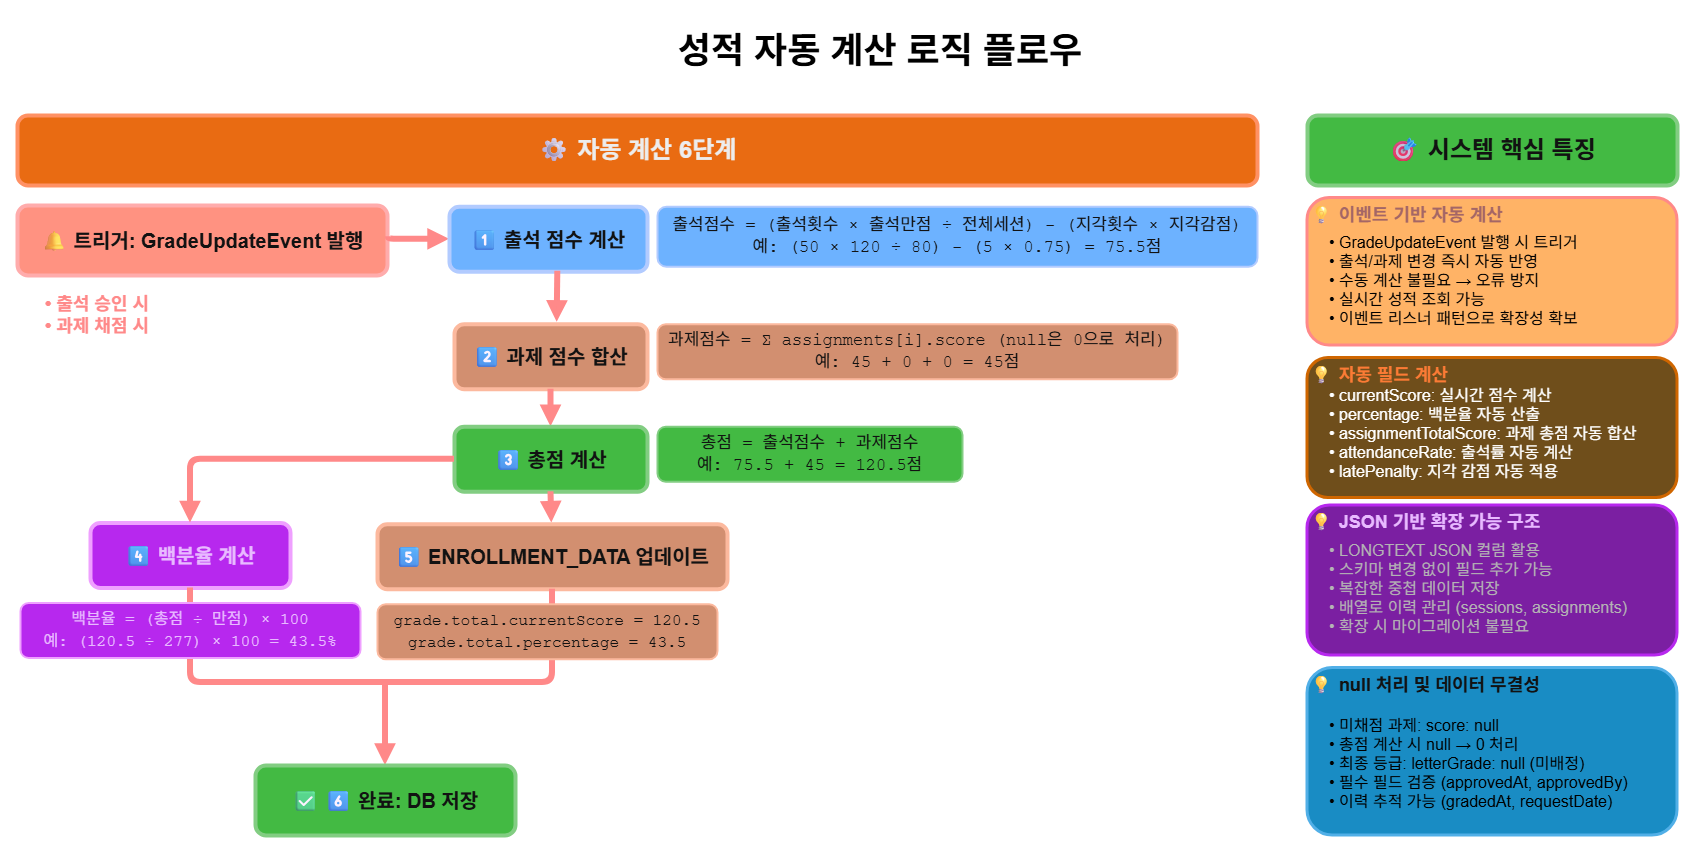 성적 자동 계산 로직 플로우
⚙️ 자동 계산 6단계
🔔 트리거: GradeUpdateEvent 발행
• 출석 승인 시
• 과제 채점 시
1️⃣ 출석 점수 계산
출석점수 = (출석횟수 × 출석만점 ÷ 전체세션) − (지각횟수 × 지각감점)
예: (50 × 120 ÷ 80) − (5 × 0.75) = 75.5점
2️⃣ 과제 점수 합산
과제점수 = Σ assignments[i].score (null은 0으로 처리)
예: 45 + 0 + 0 = 45점
3️⃣ 총점 계산
총점 = 출석점수 + 과제점수
예: 75.5 + 45 = 120.5점
4️⃣ 백분율 계산
백분율 = (총점 ÷ 만점) × 100
예: (120.5 ÷ 277) × 100 = 43.5%
5️⃣ ENROLLMENT_DATA 업데이트
grade.total.currentScore = 120.5
grade.total.percentage = 43.5
✅ 6️⃣ 완료: DB 저장
🎯 시스템 핵심 특징
💡 이벤트 기반 자동 계산
• GradeUpdateEvent 발행 시 트리거
• 출석/과제 변경 즉시 자동 반영
• 수동 계산 불필요 → 오류 방지
• 실시간 성적 조회 가능
• 이벤트 리스너 패턴으로 확장성 확보
💡 자동 필드 계산
• currentScore: 실시간 점수 계산
• percentage: 백분율 자동 산출
• assignmentTotalScore: 과제 총점 자동 합산
• attendanceRate: 출석률 자동 계산
• latePenalty: 지각 감점 자동 적용
💡 JSON 기반 확장 가능 구조
• LONGTEXT JSON 컬럼 활용
• 스키마 변경 없이 필드 추가 가능
• 복잡한 중첩 데이터 저장
• 배열로 이력 관리 (sessions, assignments)
• 확장 시 마이그레이션 불필요
💡 null 처리 및 데이터 무결성
• 미채점 과제: score: null
• 총점 계산 시 null → 0 처리
• 최종 등급: letterGrade: null (미배정)
• 필수 필드 검증 (approvedAt, approvedBy)
• 이력 추적 가능 (gradedAt, requestDate)